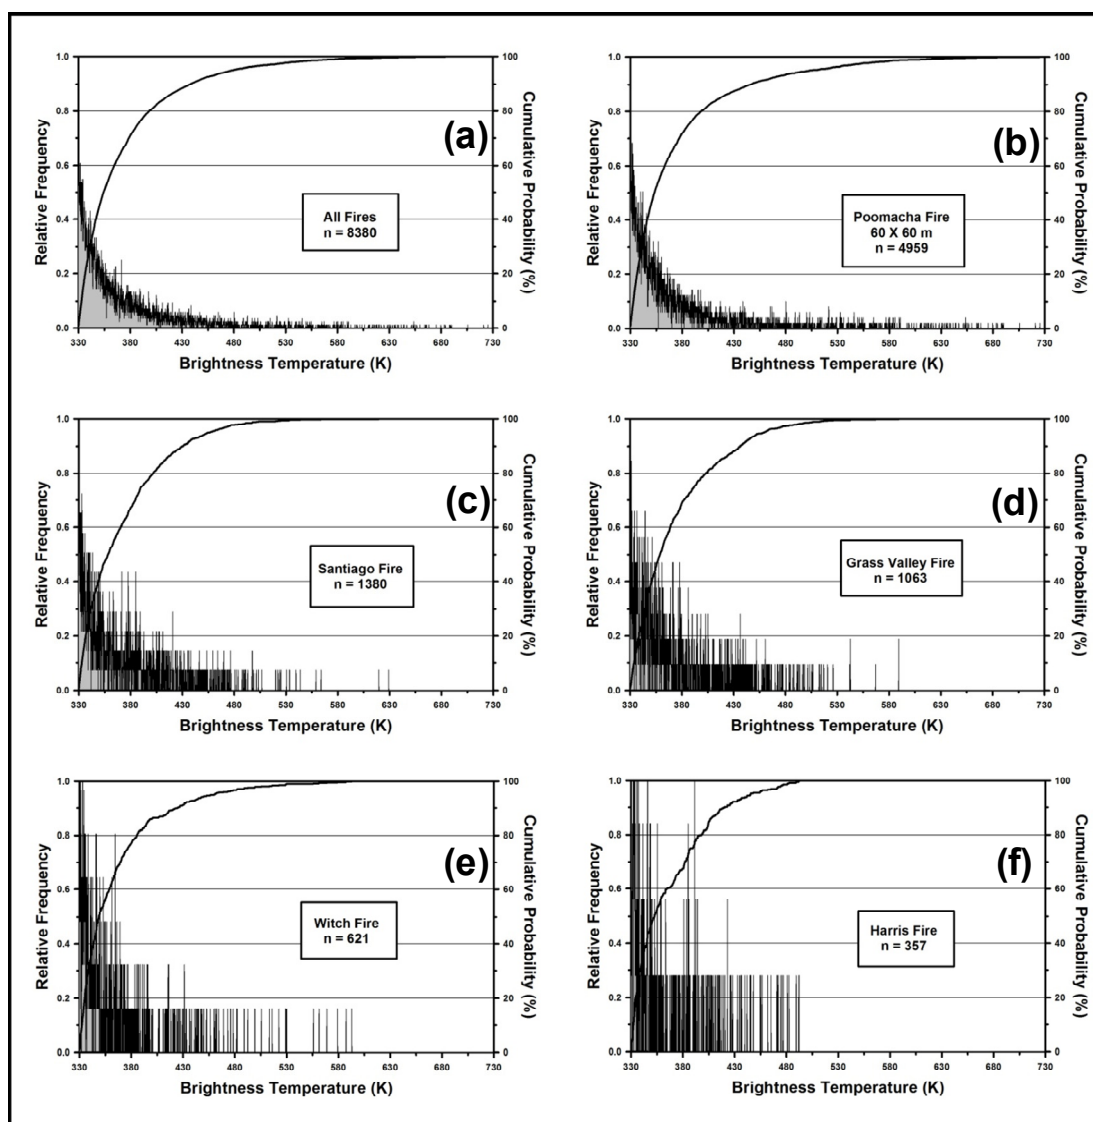 (a)
Relative Frequency
1.0
0.8
0.6
0.4
0.2
0.0
All Fires
n = 8380
100
80
60
40
20
0
Cumulative Probability (%)
330 380 430 480 530 580 630 680 730
Brightness Temperature (K)
(b)
Relative Frequency
1.0
0.8
0.6
0.4
0.2
0.0
Poomacha Fire
60 X 60 m
n = 4959
100
80
60
40
20
0
Cumulative Probability (%)
330 380 430 480 530 580 630 680 730
Brightness Temperature (K)
(c)
Relative Frequency
1.0
0.8
0.6
0.4
0.2
0.0
Santiago Fire
n = 1380
100
80
60
40
20
0
Cumulative Probability (%)
330 380 430 480 530 580 630 680 730
Brightness Temperature (K)
(d)
Relative Frequency
1.0
0.8
0.6
0.4
0.2
0.0
Grass Valley Fire
n = 1063
100
80
60
40
20
0
Cumulative Probability (%)
330 380 430 480 530 580 630 680 730
Brightness Temperature (K)
(e)
Relative Frequency
1.0
0.8
0.6
0.4
0.2
0.0
Witch Fire
n = 621
100
80
60
40
20
0
Cumulative Probability (%)
330 380 430 480 530 580 630 680 730
Brightness Temperature (K)
(f)
Relative Frequency
1.0
0.8
0.6
0.4
0.2
0.0
Harris Fire
n = 357
100
80
60
40
20
0
Cumulative Probability (%)
330 380 430 480 530 580 630 680 730
Brightness Temperature (K)